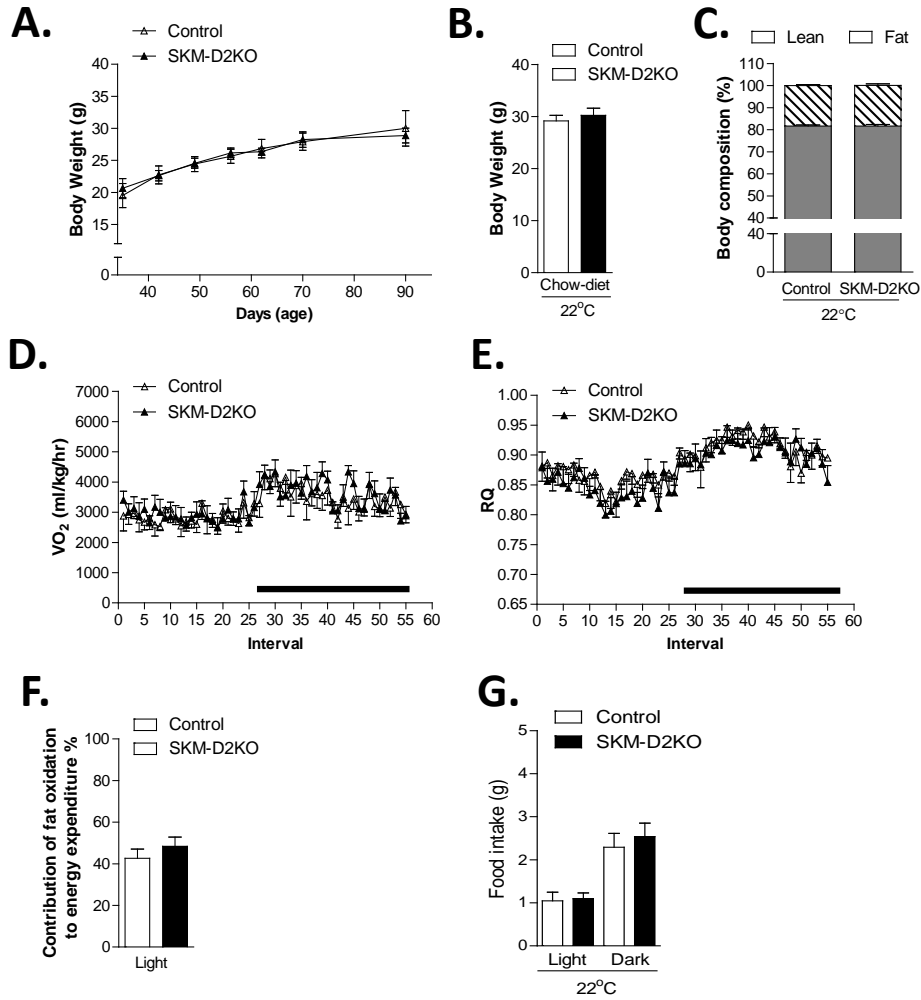 A.
Control
SKM-D2KO
Body Weight (g)
40
30
20
15
0
40 50 60 70 80 90
Days (age)
B.
Control
SKM-D2KO
Body Weight (g)
40
30
20
10
0
Chow-diet
22°C
C.
Lean Fat
Body composition (%)
110
100
90
80
70
60
50
40
40
0
Control SKM-D2KO
22°C
D.
Control
SKM-D2KO
VO2 (ml/kg/hr)
7000
6000
5000
4000
3000
2000
1000
0
0 5 10 15 20 25 30 35 40 45 50 55 60
Interval
E.
Control
SKM-D2KO
RQ
1.00
0.95
0.90
0.85
0.80
0.75
0.70
0.65
0 5 10 15 20 25 30 35 40 45 50 55 60
Interval
F.
Control
SKM-D2KO
Contribution of fat oxidation
to energy expenditure %
100
80
60
40
20
0
Light
G.
Control
SKM-D2KO
Food intake (g)
5
4
3
2
1
0
Light Dark
22°C